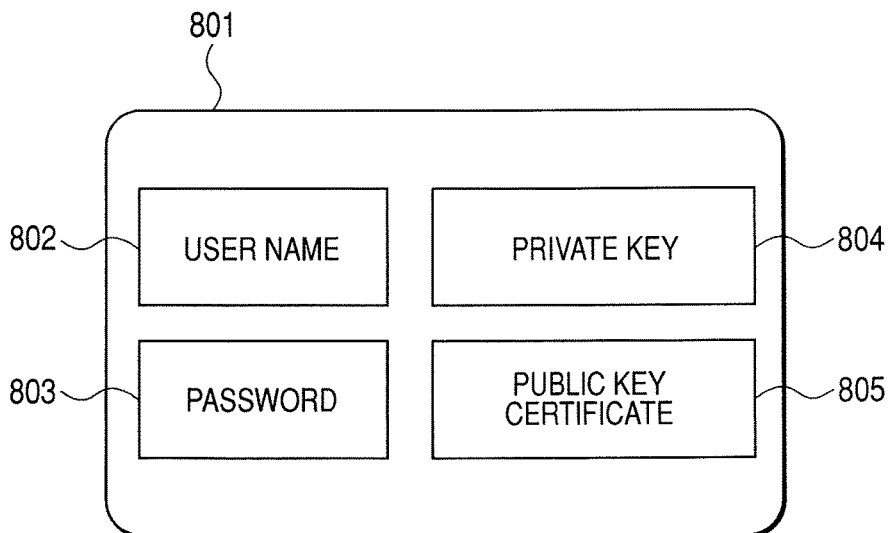 801
802
USER NAME
PRIVATE KEY
804
803
PASSWORD
PUBLIC KEY
CERTIFICATE
805